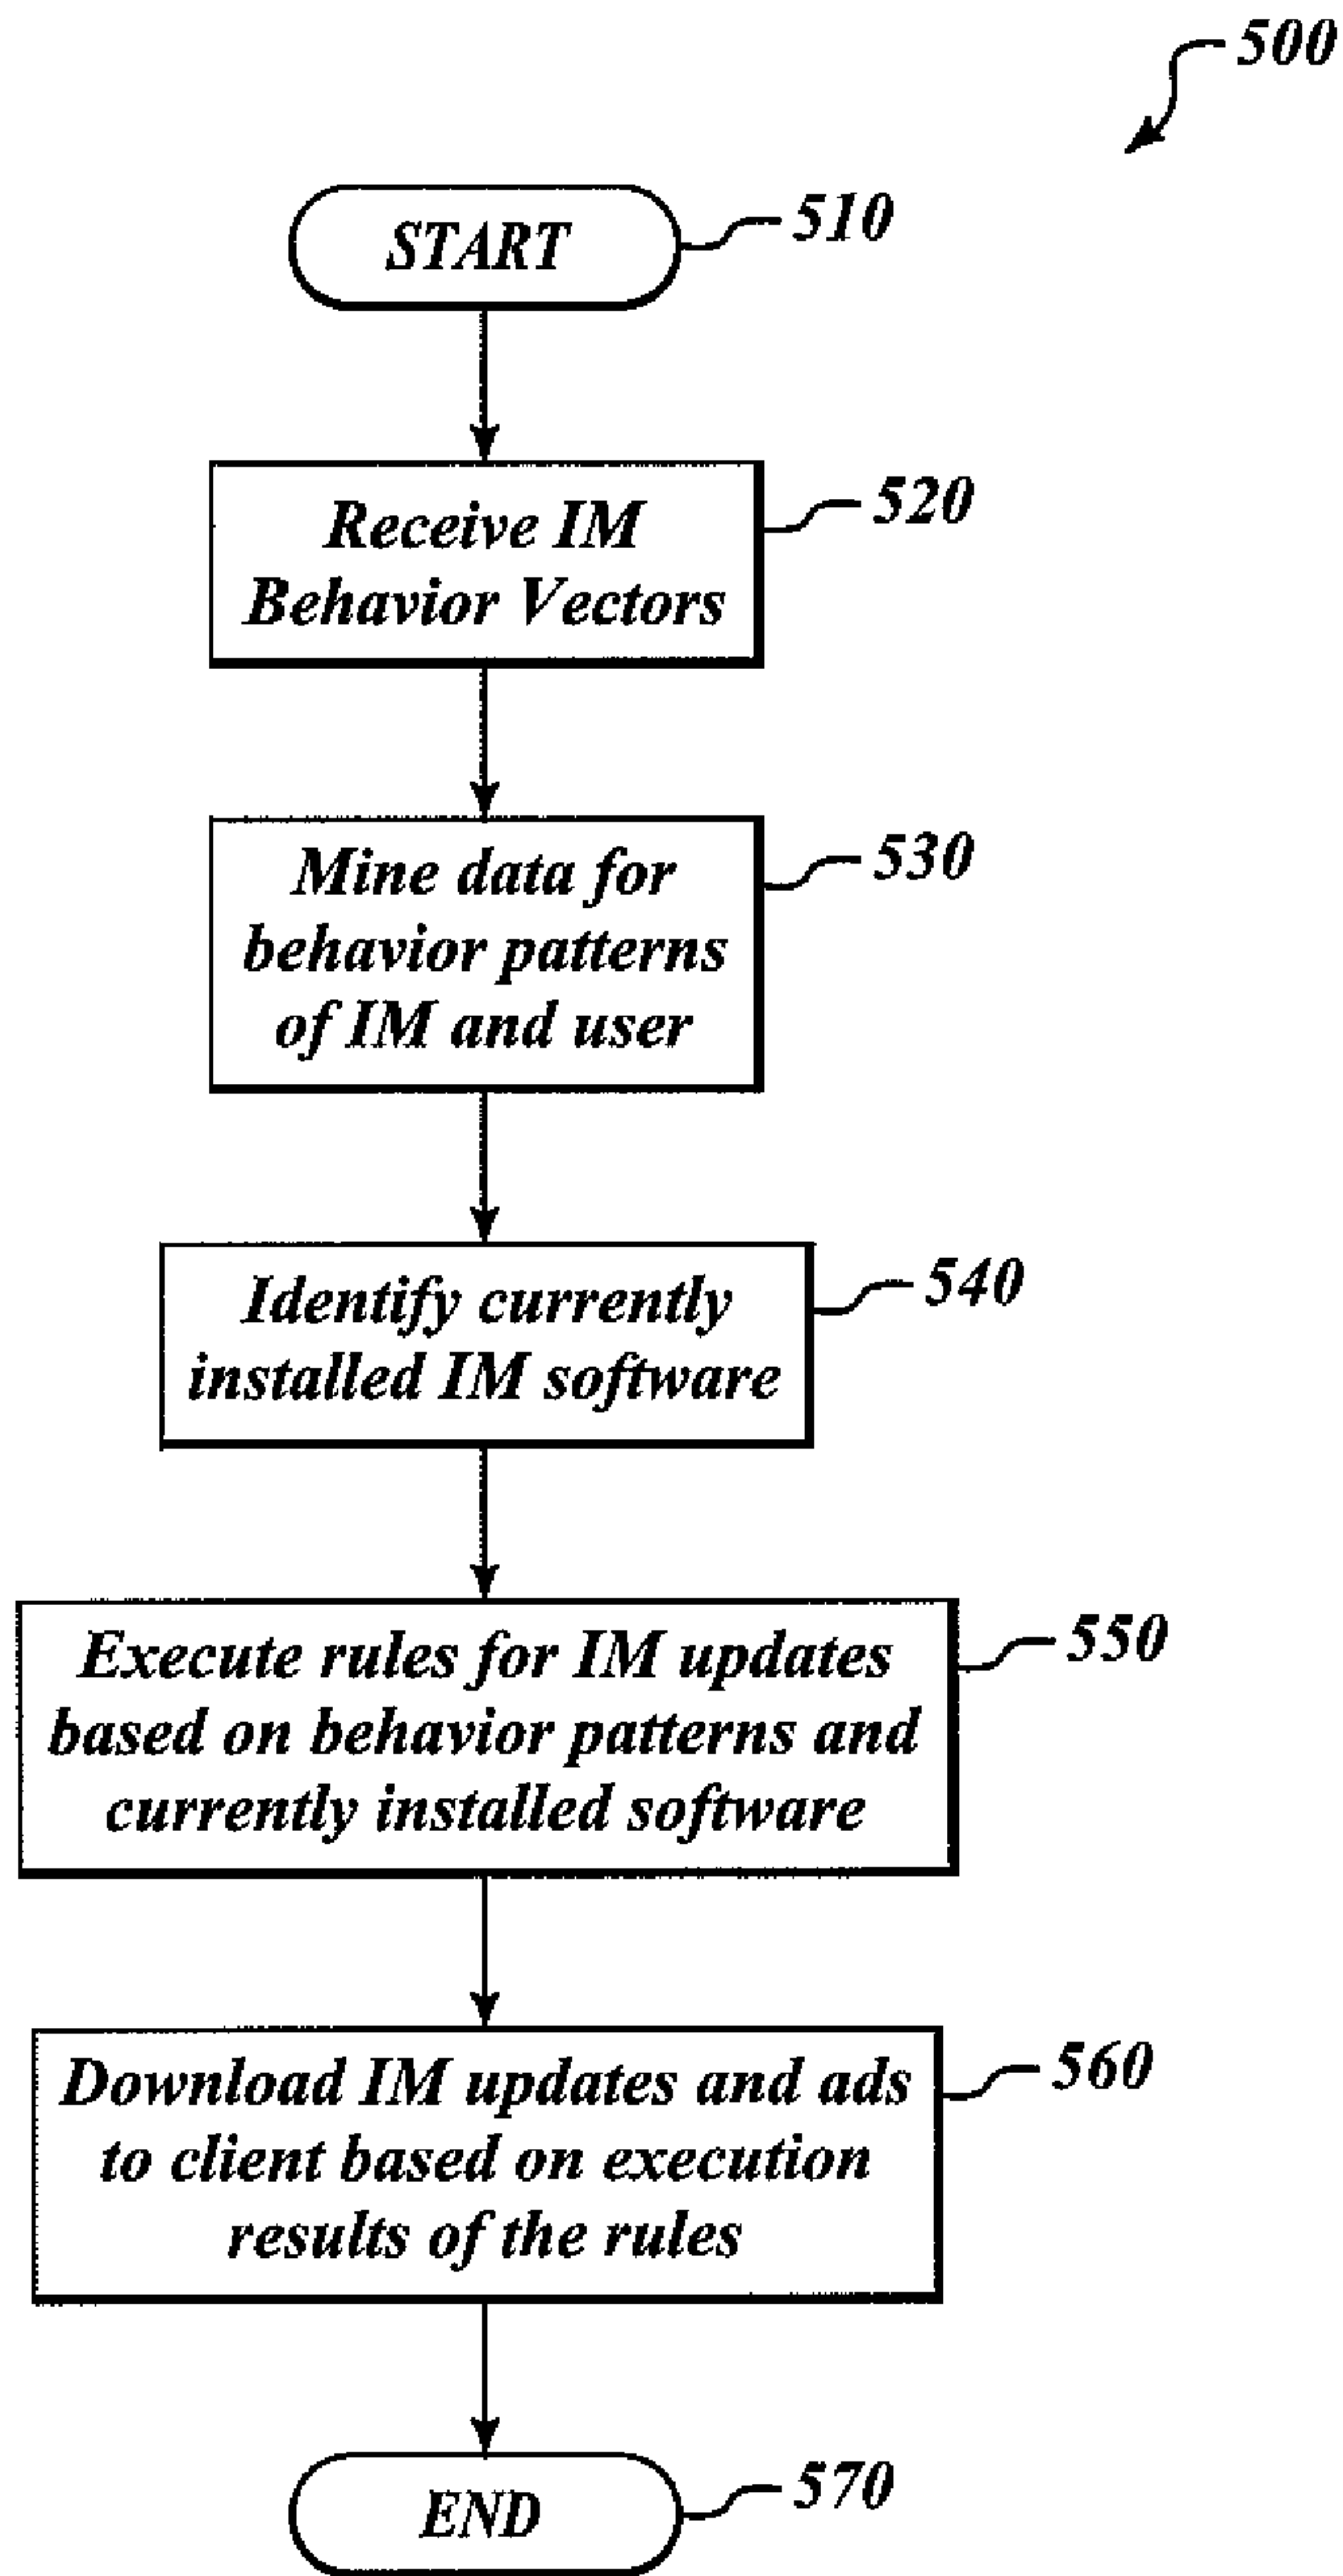 500
START
510
Receive IM
Behavior Vectors
520
Mine data for
behavior patterns
of IM and user
530
Identify currently
installed IM software
540
Execute rules for IM updates
based on behavior patterns and
currently installed software
550
Download IM updates and ads
to client based on execution
results of the rules
560
END
570